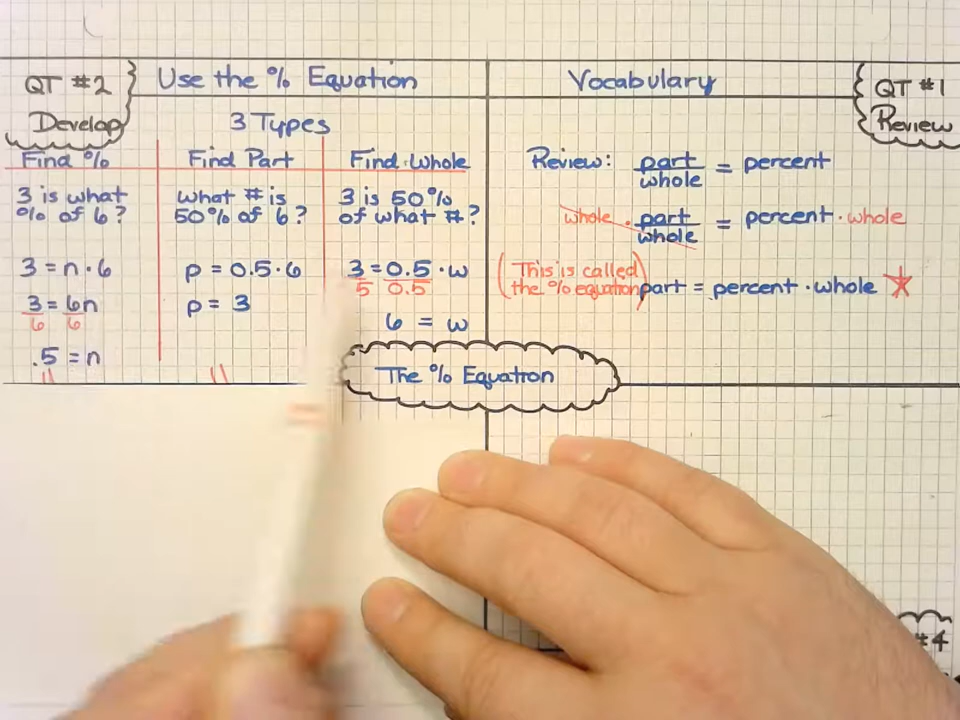 QT #2
Develop
Use the % Equation
3 Types
Find %
3 is what
% of 6?
3 = n · 6
3 = 6n
6 6
.5 = n
Find Part
What # is
50% of 6?
p = 0.5 · 6
p = 3
Find Whole
3 is 50%
of what #?
3 = 0.5 · w
5 0.5
6 = w
Vocabulary
QT #1
Review
Review: part = percent
whole
whole · part = percent · whole
whole
(This is called
the % equation)
part = percent · whole
The % Equation
#4